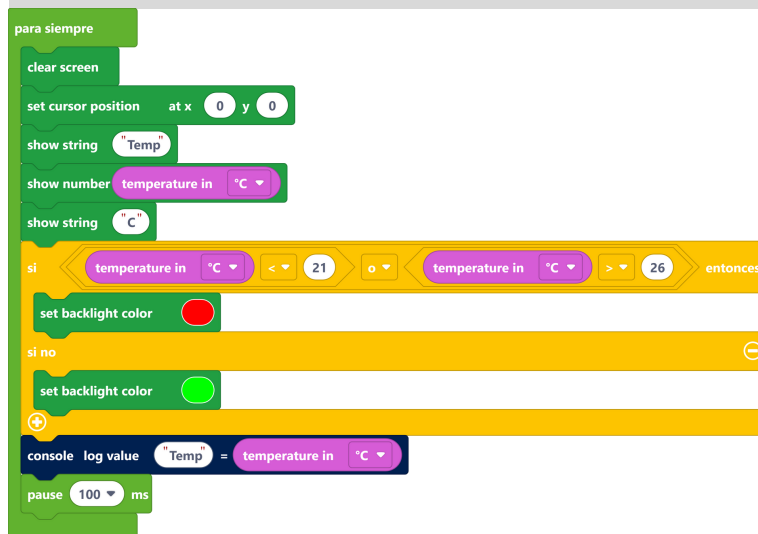 para siempre
clear screen
set cursor position at x 0 y 0
show string "Temp"
show number temperature in °C
show string "C"
si temperature in °C < 21 o temperature in °C > 26 entonces
set backlight color
si no
set backlight color
console log value "Temp" = temperature in °C
pause 100 ms